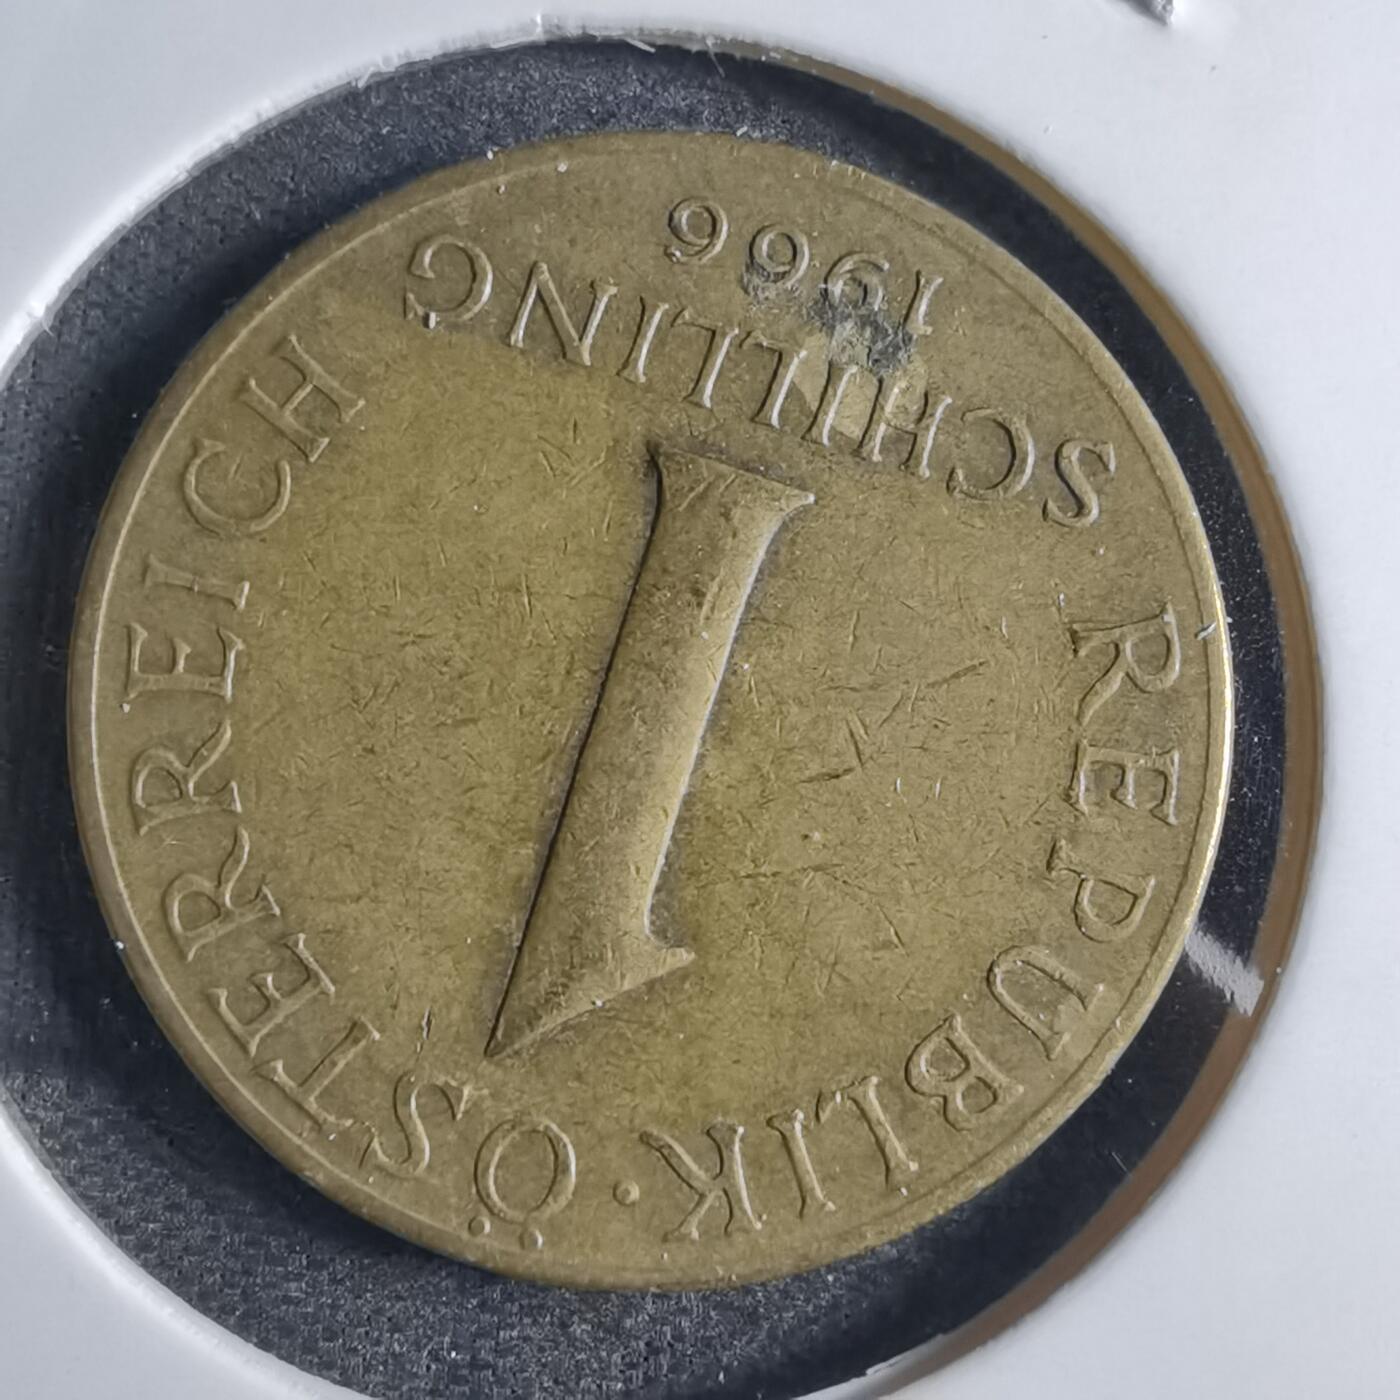 REPUBLIK · ÖSTERREICH
1
SCHILLING
1966